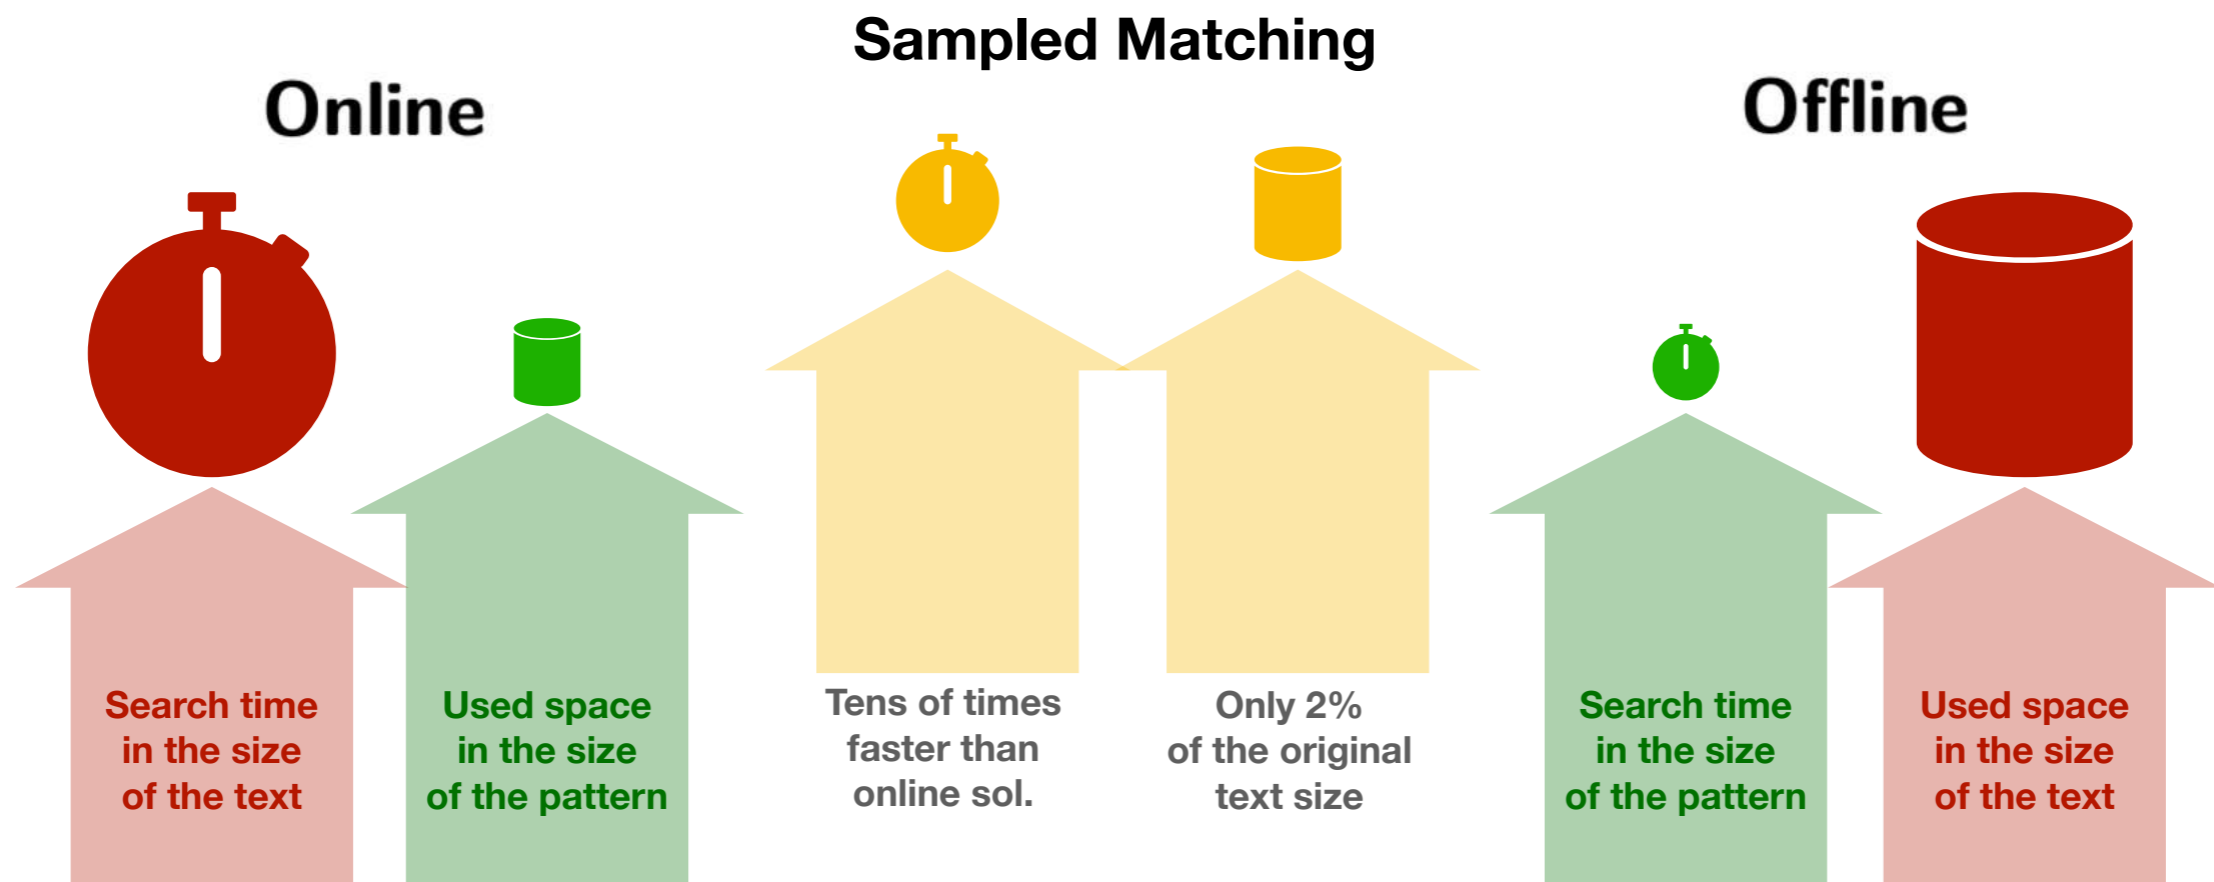 Sampled Matching
Online
Offline
Search time
in the size
of the text
Used space
in the size
of the pattern
Tens of times
faster than
online sol.
Only 2%
of the original
text size
Search time
in the size
of the pattern
Used space
in the size
of the text